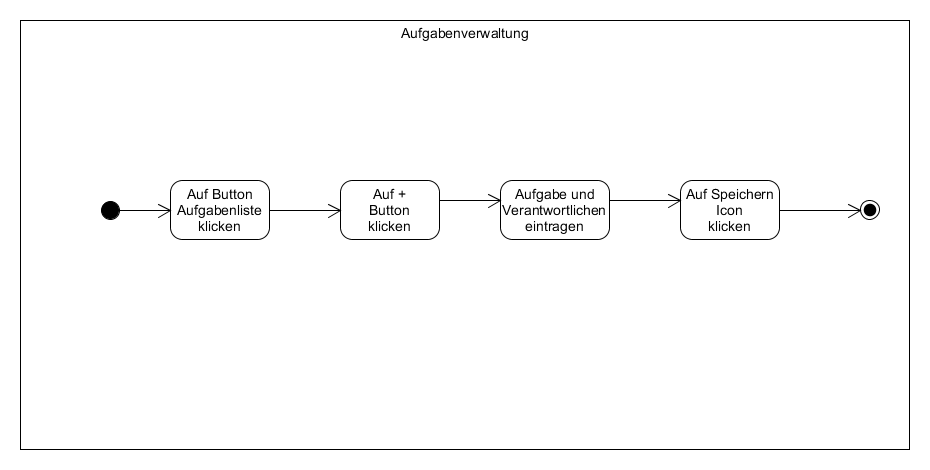 Aufgabenverwaltung
Auf Button
Aufgabenliste
klicken
Auf +
Button
klicken
Aufgabe und
Verantwortlichen
eintragen
Auf Speichern
Icon
klicken